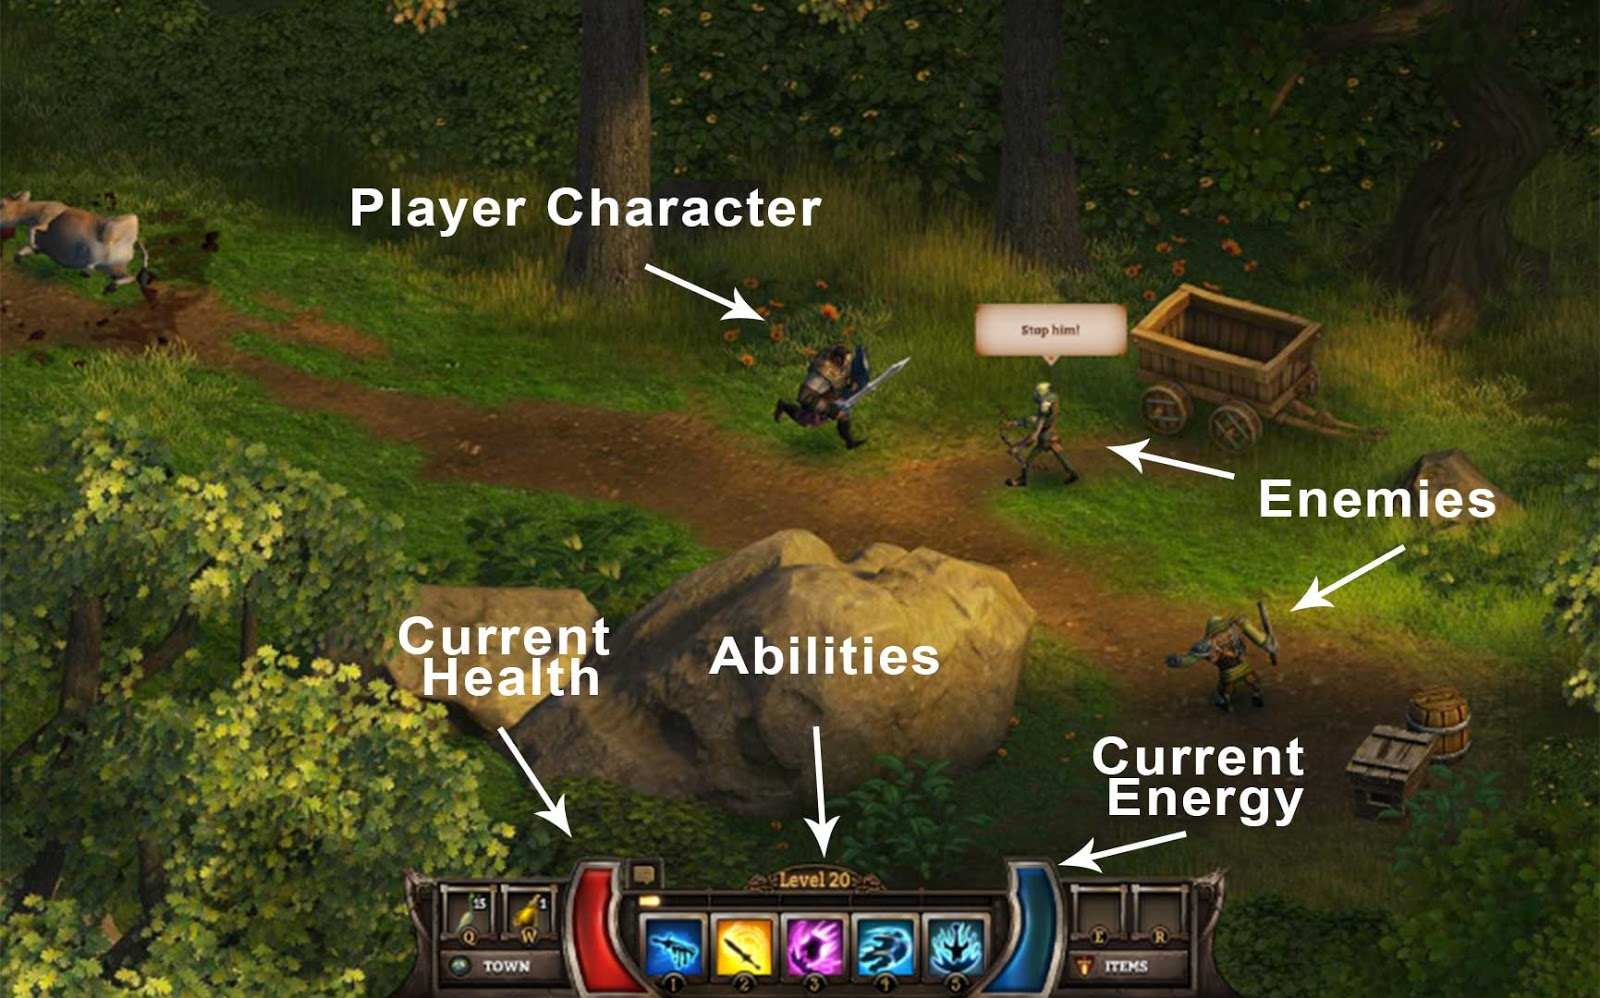 Player Character
Stop him!
Enemies
Current
Health
Abilities
Current
Energy
Level 20
15
1
Q
W
E
R
TOWN
1
2
3
4
5
ITEMS